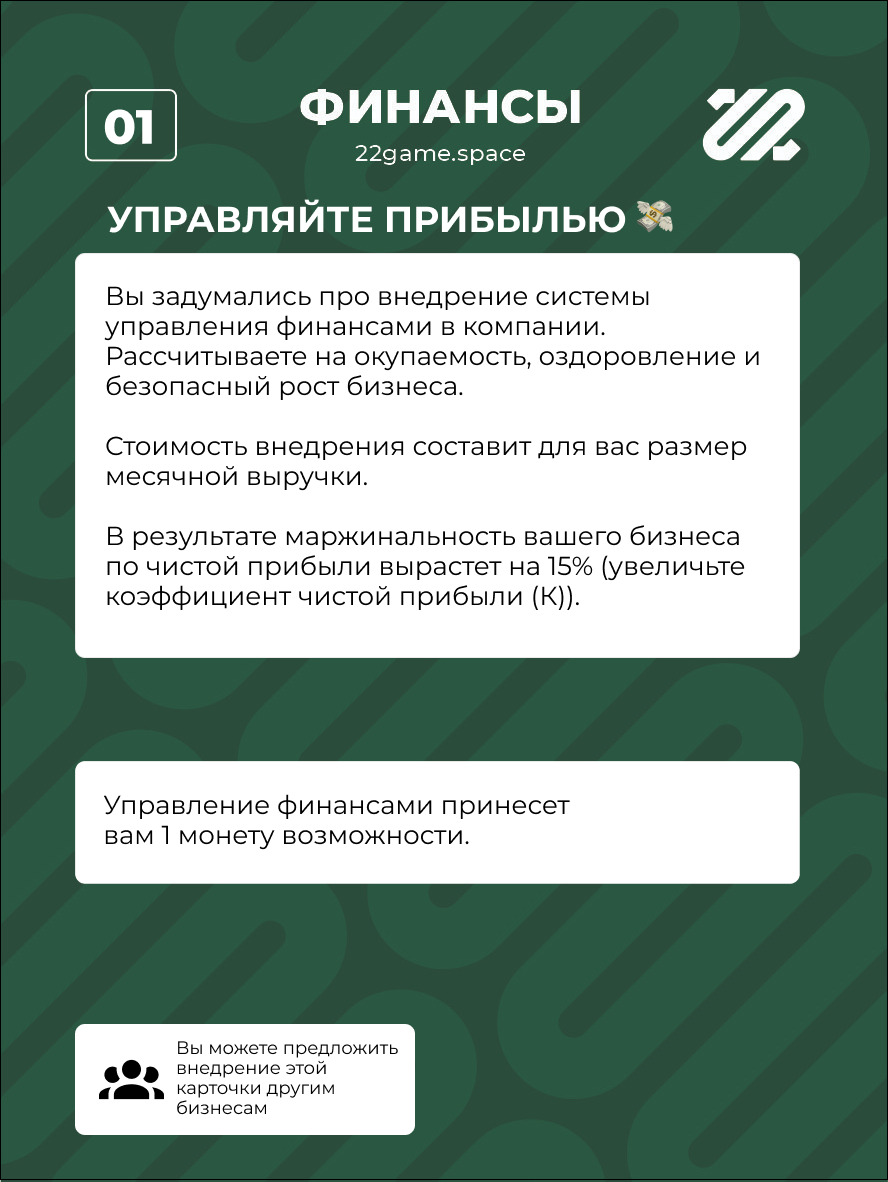 01
ФИНАНСЫ
22game.space
УПРАВЛЯЙТЕ ПРИБЫЛЬЮ
Вы задумались про внедрение системы
управления финансами в компании.
Рассчитываете на окупаемость, оздоровление и
безопасный рост бизнеса.
Стоимость внедрения составит для вас размер
месячной выручки.
В результате маржинальность вашего бизнеса
по чистой прибыли вырастет на 15% (увеличьте
коэффициент чистой прибыли (К)).
Управление финансами принесет
вам 1 монету возможности.
Вы можете предложить
внедрение этой
карточки другим
бизнесам